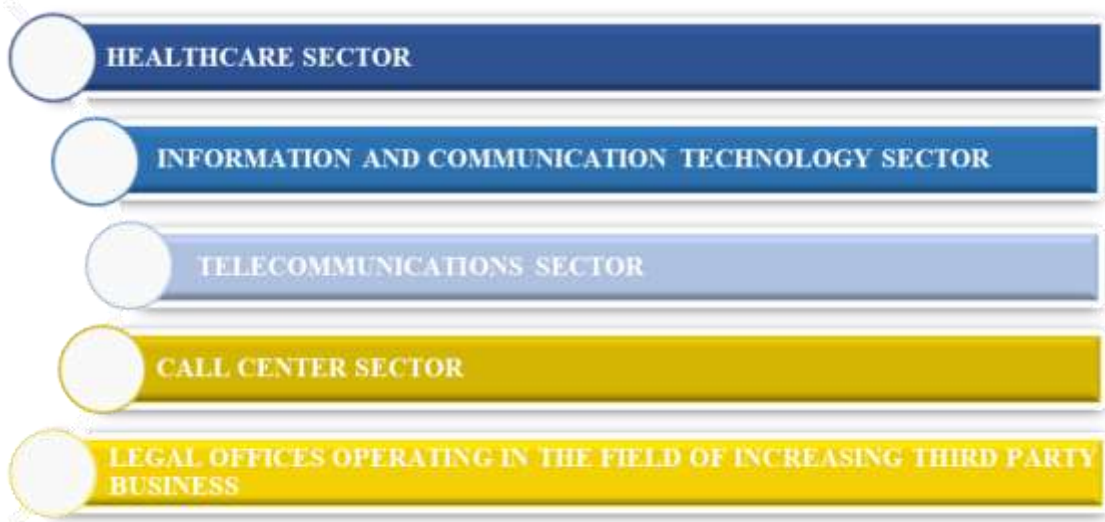 HEALTHCARE SECTOR
INFORMATION AND COMMUNICATION TECHNOLOGY SECTOR
TELECOMMUNICATIONS SECTOR
CALL CENTER SECTOR
LEGAL OFFICES OPERATING IN THE FIELD OF INCREASING THIRD PARTY
BUSINESS